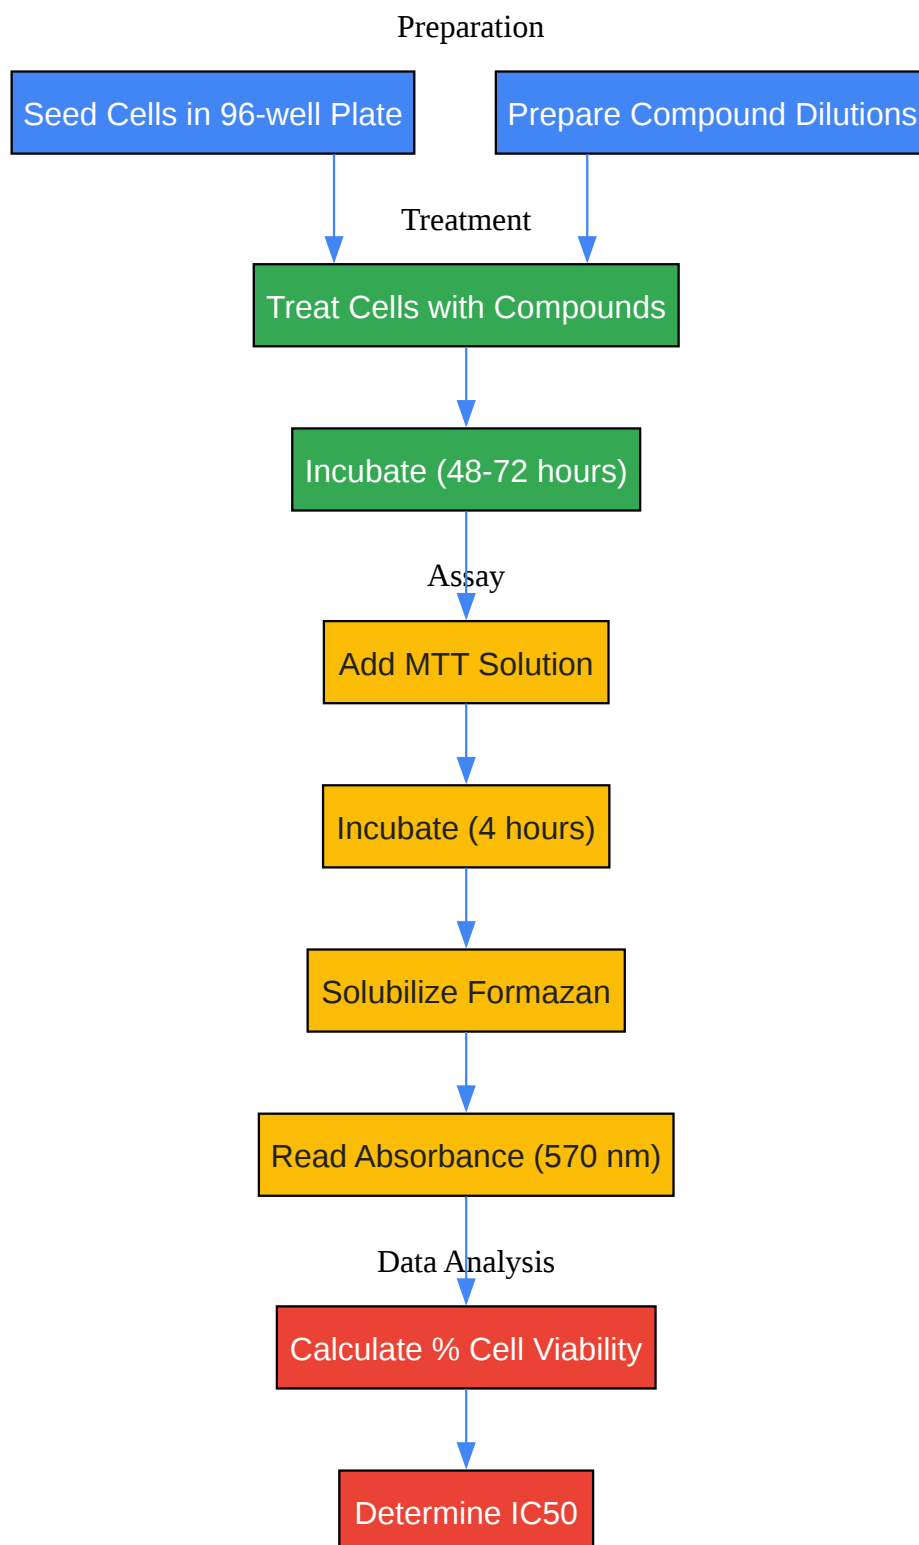 Preparation
Seed Cells in 96-well Plate
Prepare Compound Dilutions
Treatment
Treat Cells with Compounds
Incubate (48-72 hours)
Assay
Add MTT Solution
Incubate (4 hours)
Solubilize Formazan
Read Absorbance (570 nm)
Data Analysis
Calculate % Cell Viability
Determine IC50